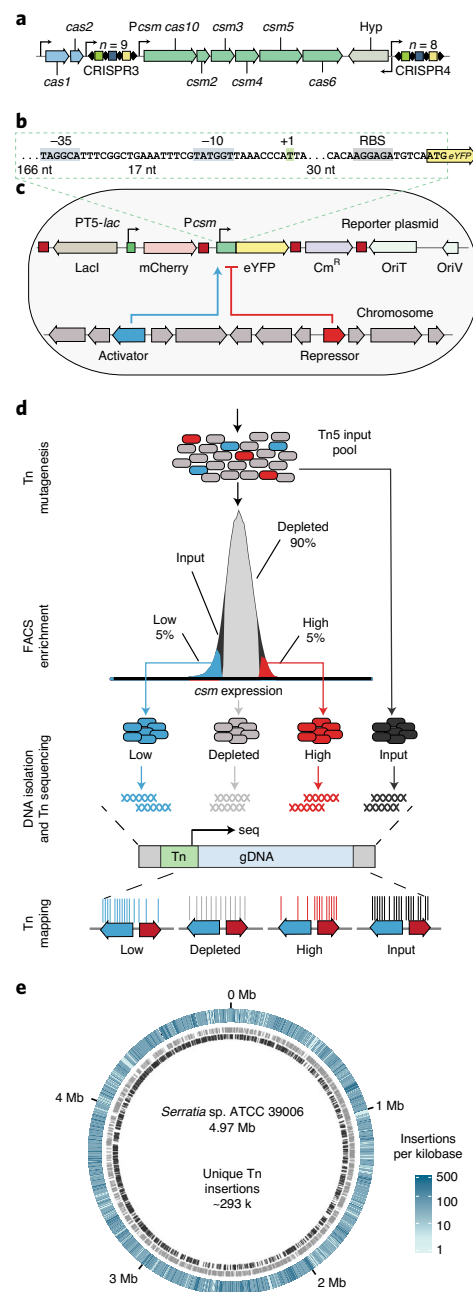 a
cas2
n = 9
Pcsm cas10
csm3
csm5
Hyp
n = 8
cas1
CRISPR3
csm2
csm4
cas6
CRISPR4
b
–35
–10
+1
RBS
...TAGGCATTTCGGCTGAAATTTCGTATGGTTAAACCCATTA...CACAAGGAGATGTCAATG eYFP
166 nt
17 nt
30 nt
c
PT5-lac
Pcsm
Reporter plasmid
LacI
mCherry
eYFP
CmR
OriT
OriV
Chromosome
Activator
Repressor
d
Tn mutagenesis
Tn5 input
pool
FACS enrichment
Input
Depleted
90%
Low
5%
High
5%
csm expression
DNA isolation and Tn sequencing
Low
Depleted
High
Input
seq
Tn
gDNA
Tn mapping
Low
Depleted
High
Input
e
0 Mb
4 Mb
1 Mb
Serratia sp. ATCC 39006
4.97 Mb
Unique Tn
insertions
~293 k
Insertions
per kilobase
500
100
10
1
3 Mb
2 Mb